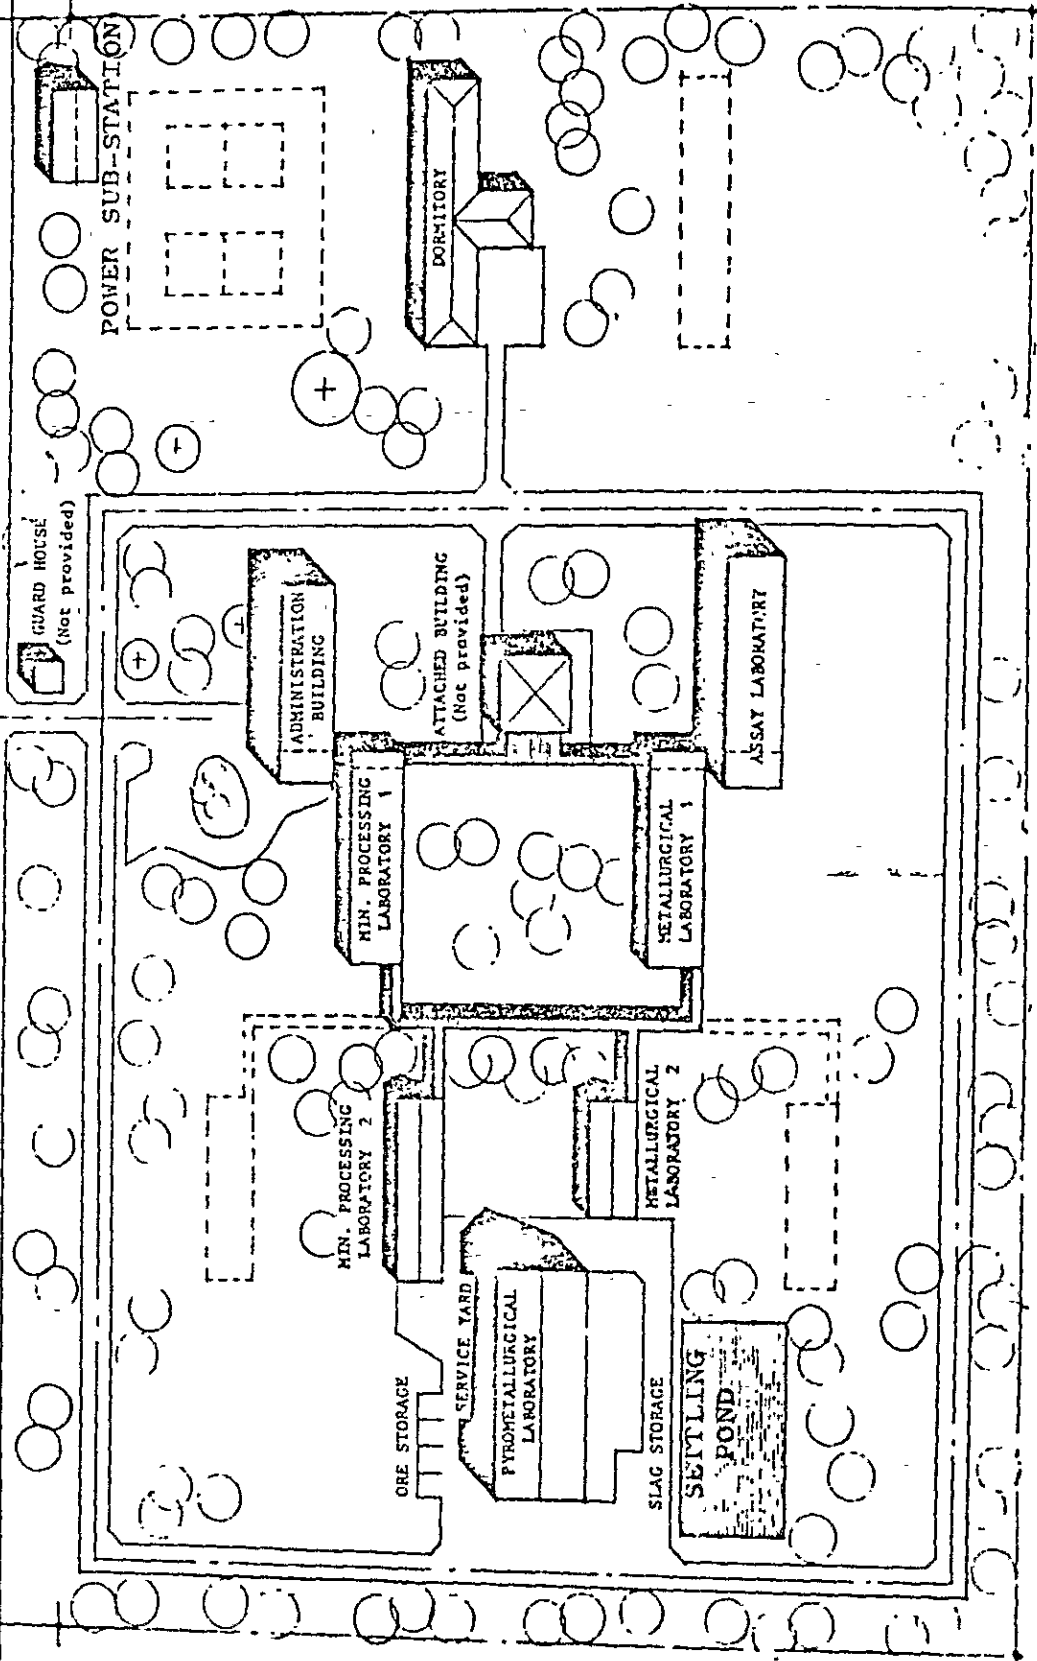 POWER SUB-STATION
DORMITORY
GUARD HOUSE
(Not provided)
ADMINISTRATION
BUILDING
ATTACHED BUILDING
(Not provided)
ASSAY LABORATORY
MIN. PROCESSING
LABORATORY 1
METALLURGICAL
LABORATORY 1
MIN. PROCESSING
LABORATORY 2
METALLURGICAL
LABORATORY 2
ORE STORAGE
SERVICE YARD
PYROMETALLURGICAL
LABORATORY
SLAG STORAGE
SETTLING
POND